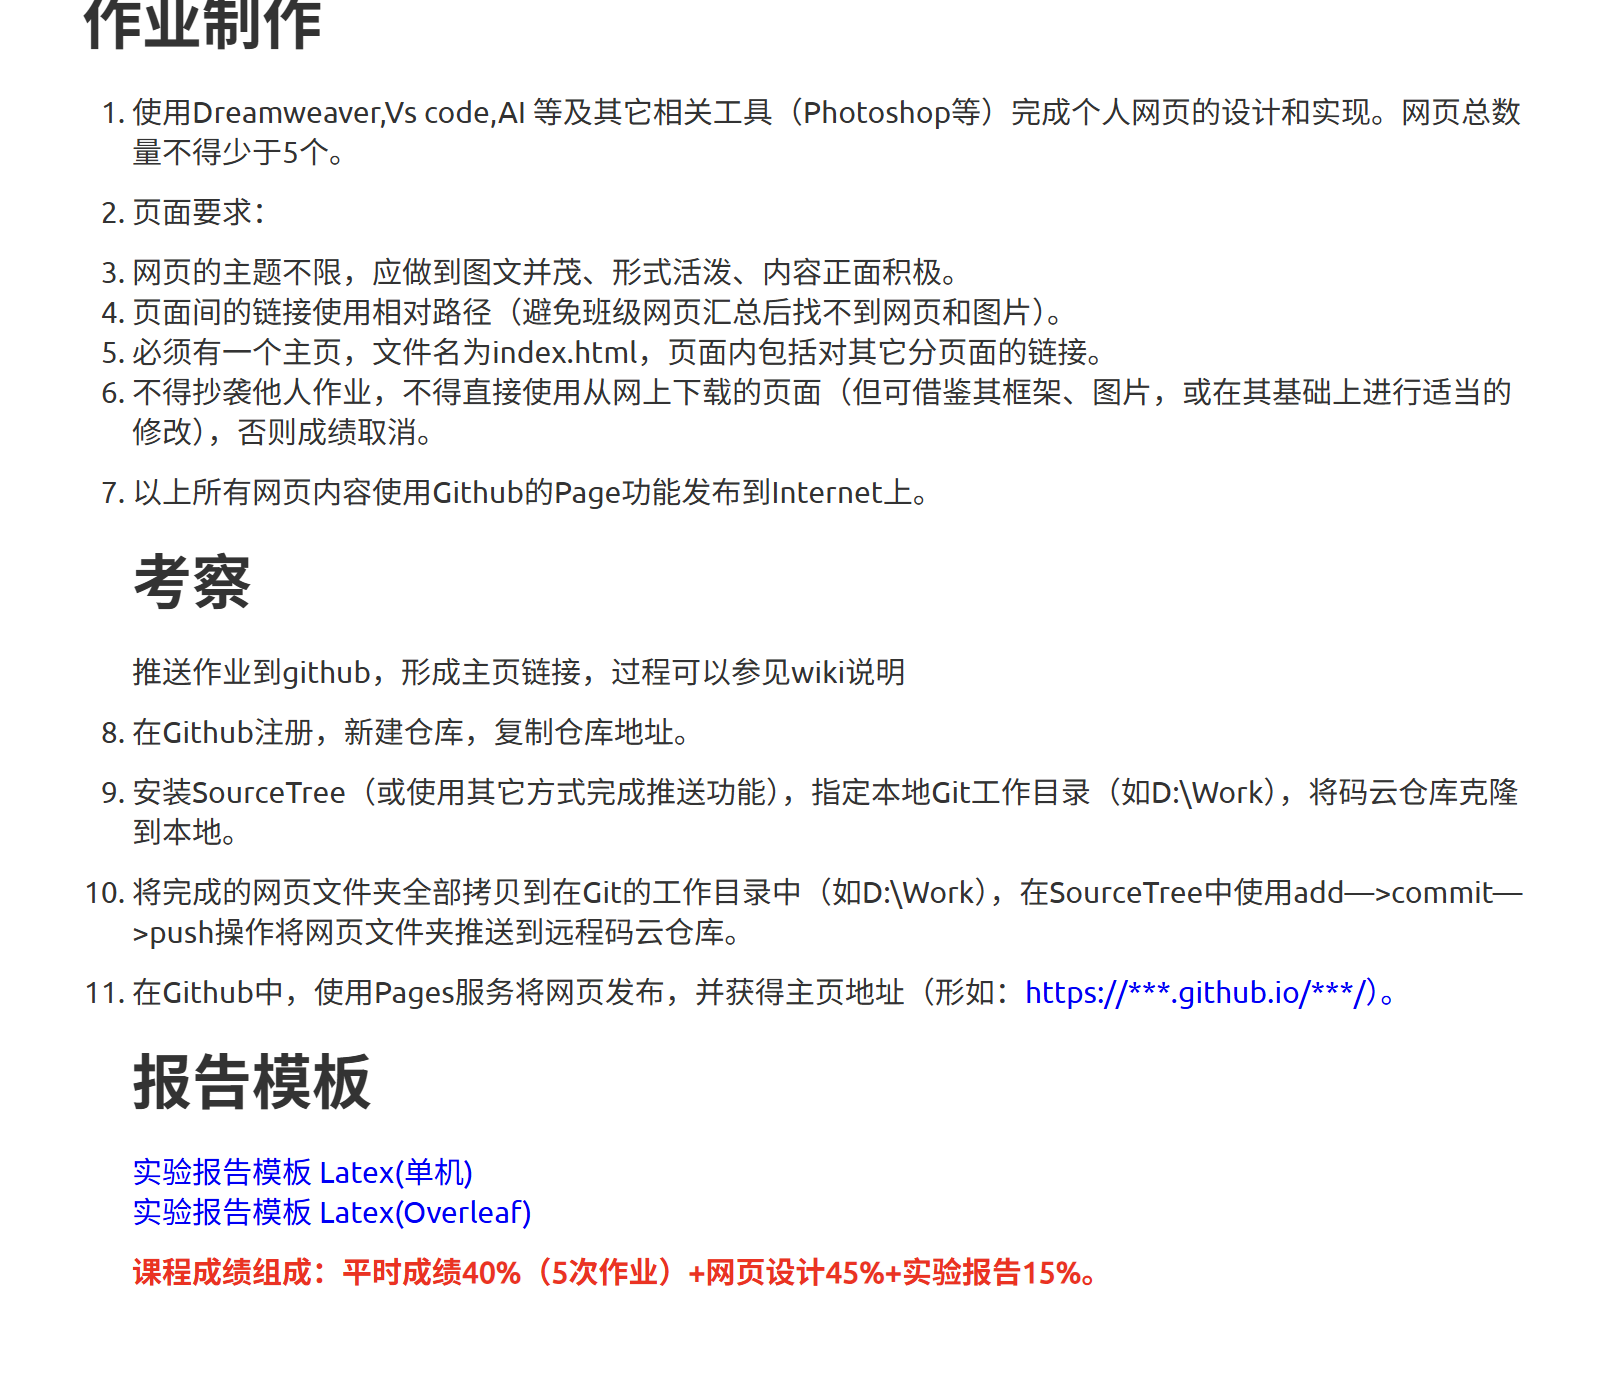 作业制作
1. 使用Dreamweaver,Vs code,AI 等及其它相关工具（Photoshop等）完成个人网页的设计和实现。网页总数
量不得少于5个。
2. 页面要求：
3. 网页的主题不限，应做到图文并茂、形式活泼、内容正面积极。
4. 页面间的链接使用相对路径（避免班级网页汇总后找不到网页和图片）。
5. 必须有一个主页，文件名为index.html，页面内包括对其它分页面的链接。
6. 不得抄袭他人作业，不得直接使用从网上下载的页面（但可借鉴其框架、图片，或在其基础上进行适当的
修改），否则成绩取消。
7. 以上所有网页内容使用Github的Page功能发布到Internet上。
考察
推送作业到github，形成主页链接，过程可以参见wiki说明
8. 在Github注册，新建仓库，复制仓库地址。
9. 安装SourceTree（或使用其它方式完成推送功能），指定本地Git工作目录（如D:\Work），将码云仓库克隆
到本地。
10. 将完成的网页文件夹全部拷贝到在Git的工作目录中（如D:\Work），在SourceTree中使用add—>commit—
>push操作将网页文件夹推送到远程码云仓库。
11. 在Github中，使用Pages服务将网页发布，并获得主页地址（形如：https://***.github.io/***/）。
报告模板
实验报告模板 Latex(单机)
实验报告模板 Latex(Overleaf)
课程成绩组成：平时成绩40%（5次作业）+网页设计45%+实验报告15%。